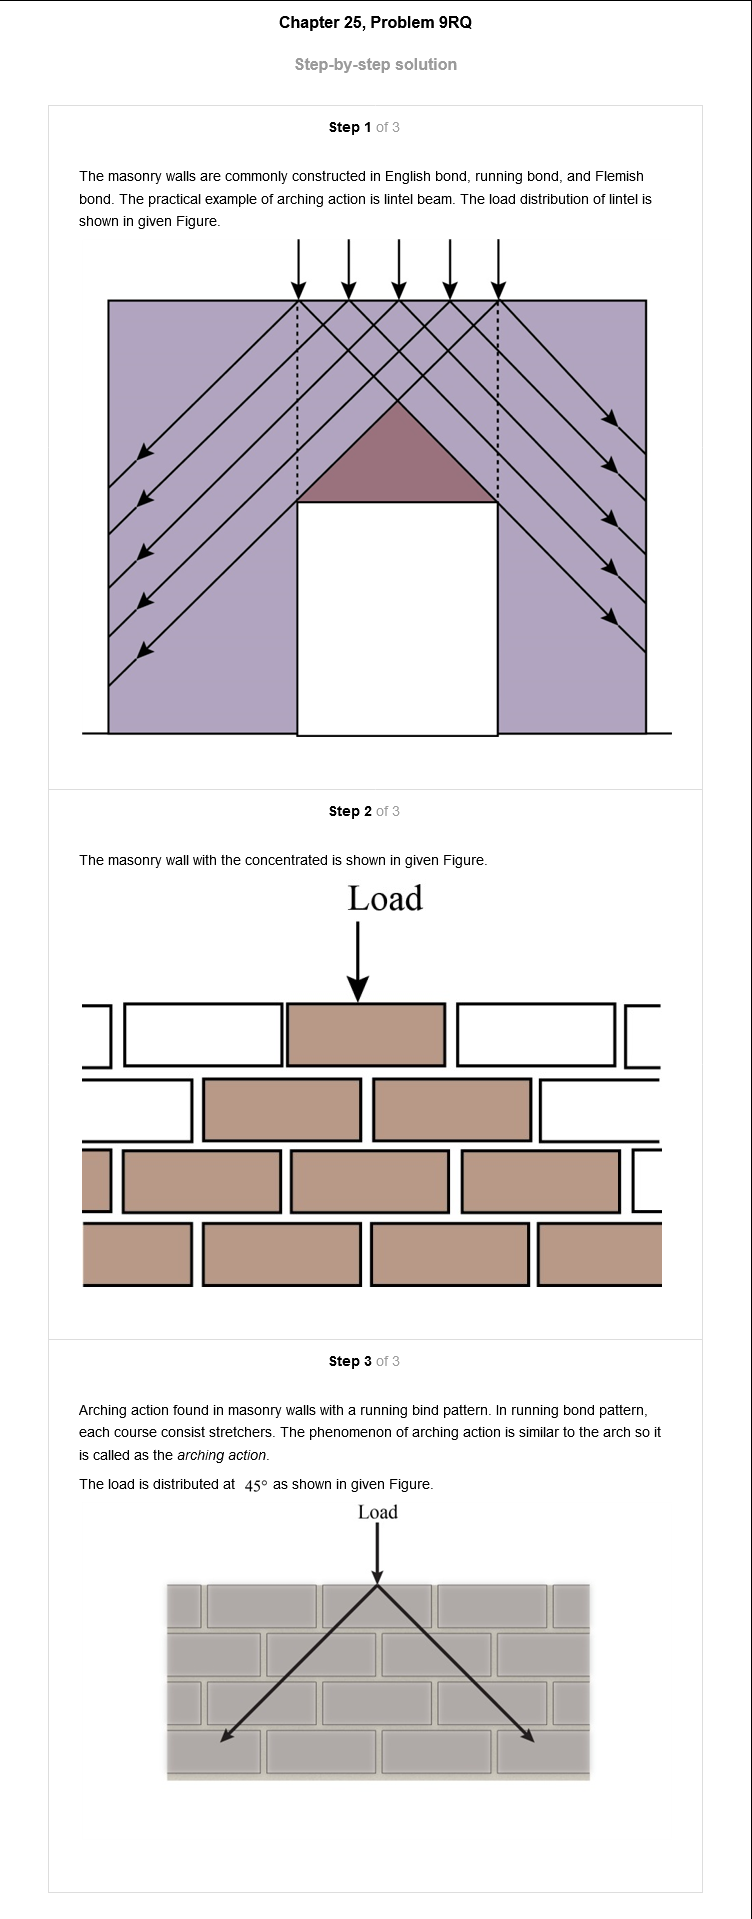 Chapter 25, Problem 9RQ
Step-by-step solution
Step 1 of 3
The masonry walls are commonly constructed in English bond, running bond, and Flemish
bond. The practical example of arching action is lintel beam. The load distribution of lintel is
shown in given Figure.
Step 2 of 3
The masonry wall with the concentrated is shown in given Figure.
Load
Step 3 of 3
Arching action found in masonry walls with a running bind pattern. In running bond pattern,
each course consist stretchers. The phenomenon of arching action is similar to the arch so it
is called as the arching action.
The load is distributed at 45° as shown in given Figure.
Load